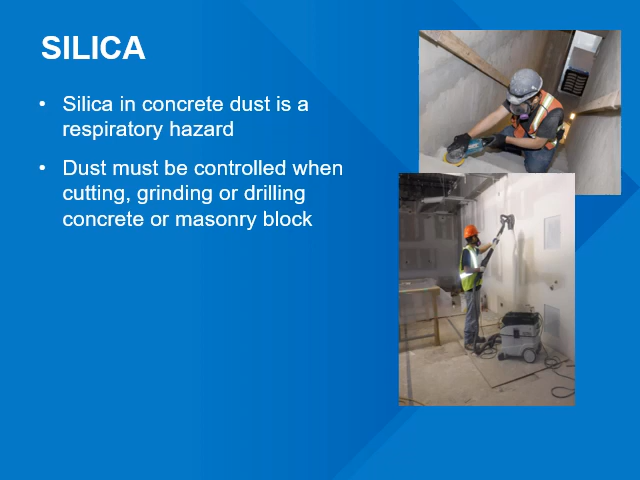 SILICA
• Silica in concrete dust is a
respiratory hazard
• Dust must be controlled when
cutting, grinding or drilling
concrete or masonry block